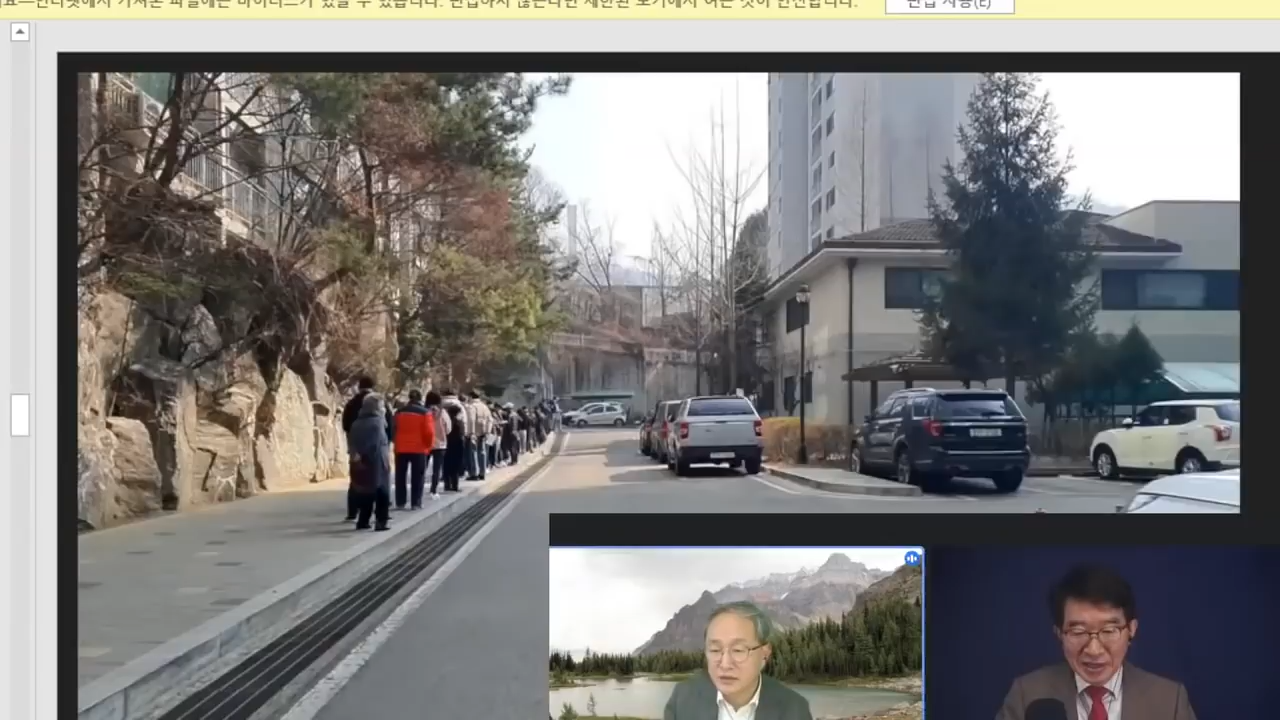 인터넷에서 가져온 파일에는 바이러스가 있을 수 있습니다. 편집하지 않는다면 제한된 보기에서 여는 것이 안전합니다.
편집 사용(E)